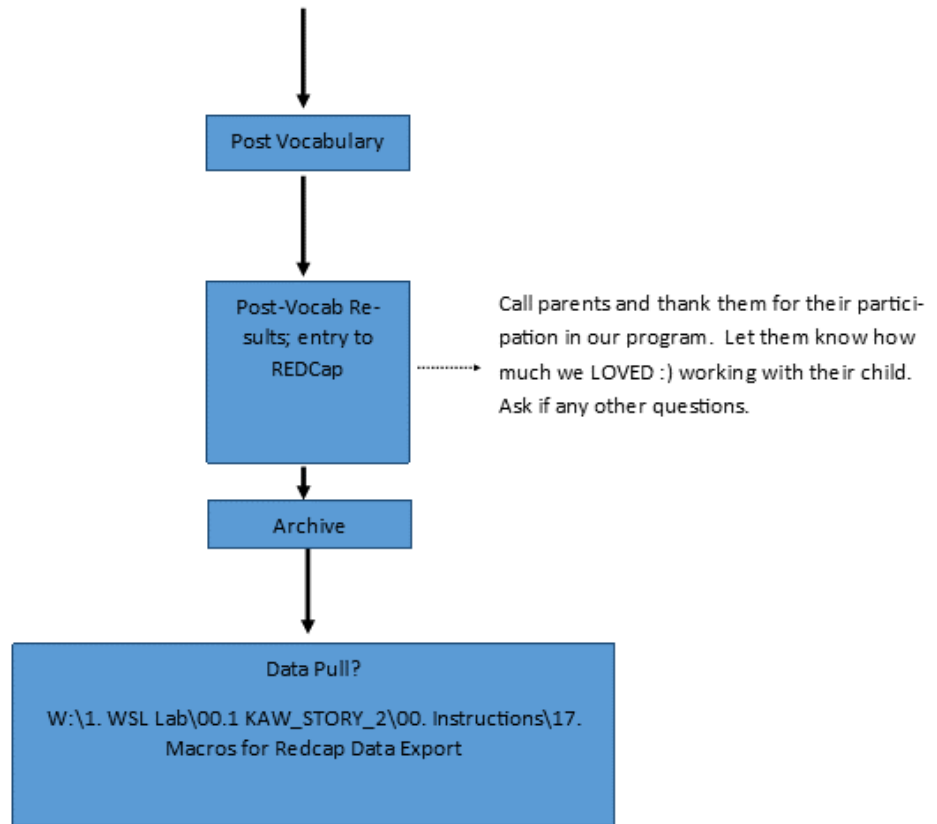 Post Vocabulary
Post-Vocab Re-
sults; entry to
REDCap
Call parents and thank them for their partici-
pation in our program.  Let them know how
much we LOVED :) working with their child.
Ask if any other questions.
Archive
Data Pull?
W:\1. WSL Lab\00.1 KAW_STORY_2\00. Instructions\17.
Macros for Redcap Data Export